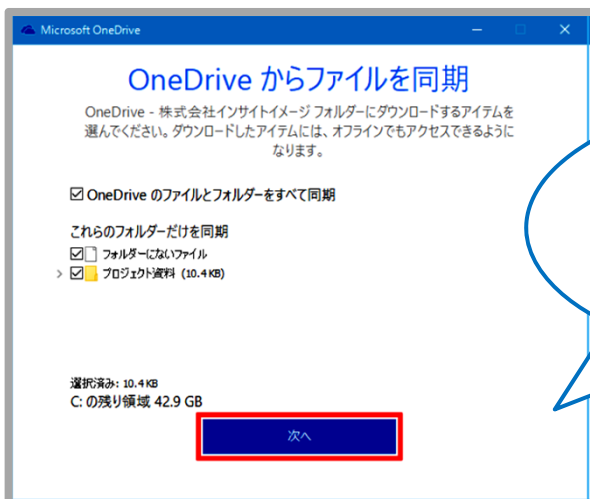 Microsoft OneDrive
OneDrive からファイルを同期
OneDrive - 株式会社インサイトイメージ フォルダーにダウンロードするアイテムを
選んでください。ダウンロードしたアイテムには、オフラインでもアクセスできるように
なります。
OneDrive のファイルとフォルダーをすべて同期
これらのフォルダーだけを同期
フォルダーにないファイル
プロジェクト資料 (10.4 KB)
選択済み: 10.4 KB
C: の残り領域 42.9 GB
次へ